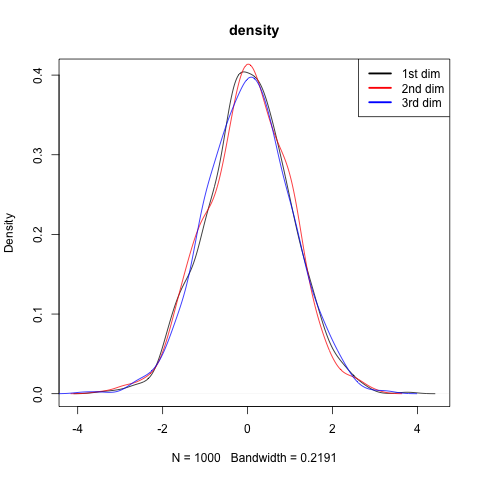 density
1st dim
2nd dim
3rd dim
Density
0.0
0.1
0.2
0.3
0.4
-4 -2 0 2 4
N = 1000 Bandwidth = 0.2191